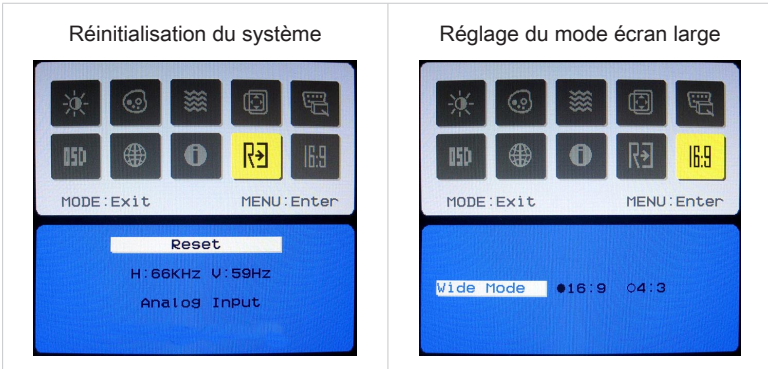 Réinitialisation du système
OSD
16:9
MODE:Exit MENU:Enter
Reset
H:66KHz V:59Hz
Analog Input
Réglage du mode écran large
OSD
16:9
MODE:Exit MENU:Enter
Wide Mode ●16:9 ○4:3